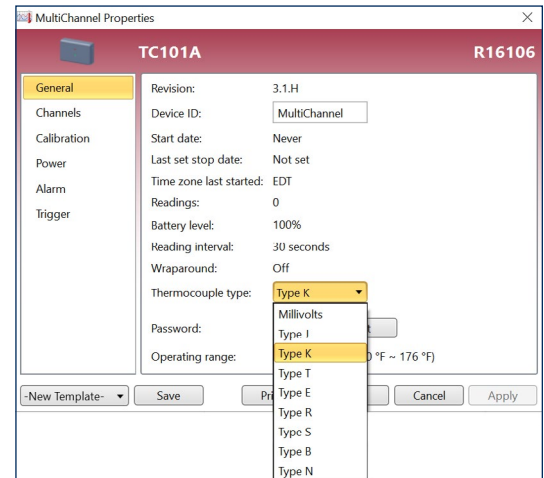 MultiChannel Properties
TC101A R16106
General
Channels
Calibration
Power
Alarm
Trigger
Revision: 3.1.H
Device ID: MultiChannel
Start date: Never
Last set stop date: Not set
Time zone last started: EDT
Readings: 0
Battery level: 100%
Reading interval: 30 seconds
Wraparound: Off
Thermocouple type: Type K
Millivolts
Password:
Type J
Operating range: Type K °F ~ 176 °F)
Type T
-New Template- Save Type E Cancel Apply
Type R
Type S
Type B
Type N